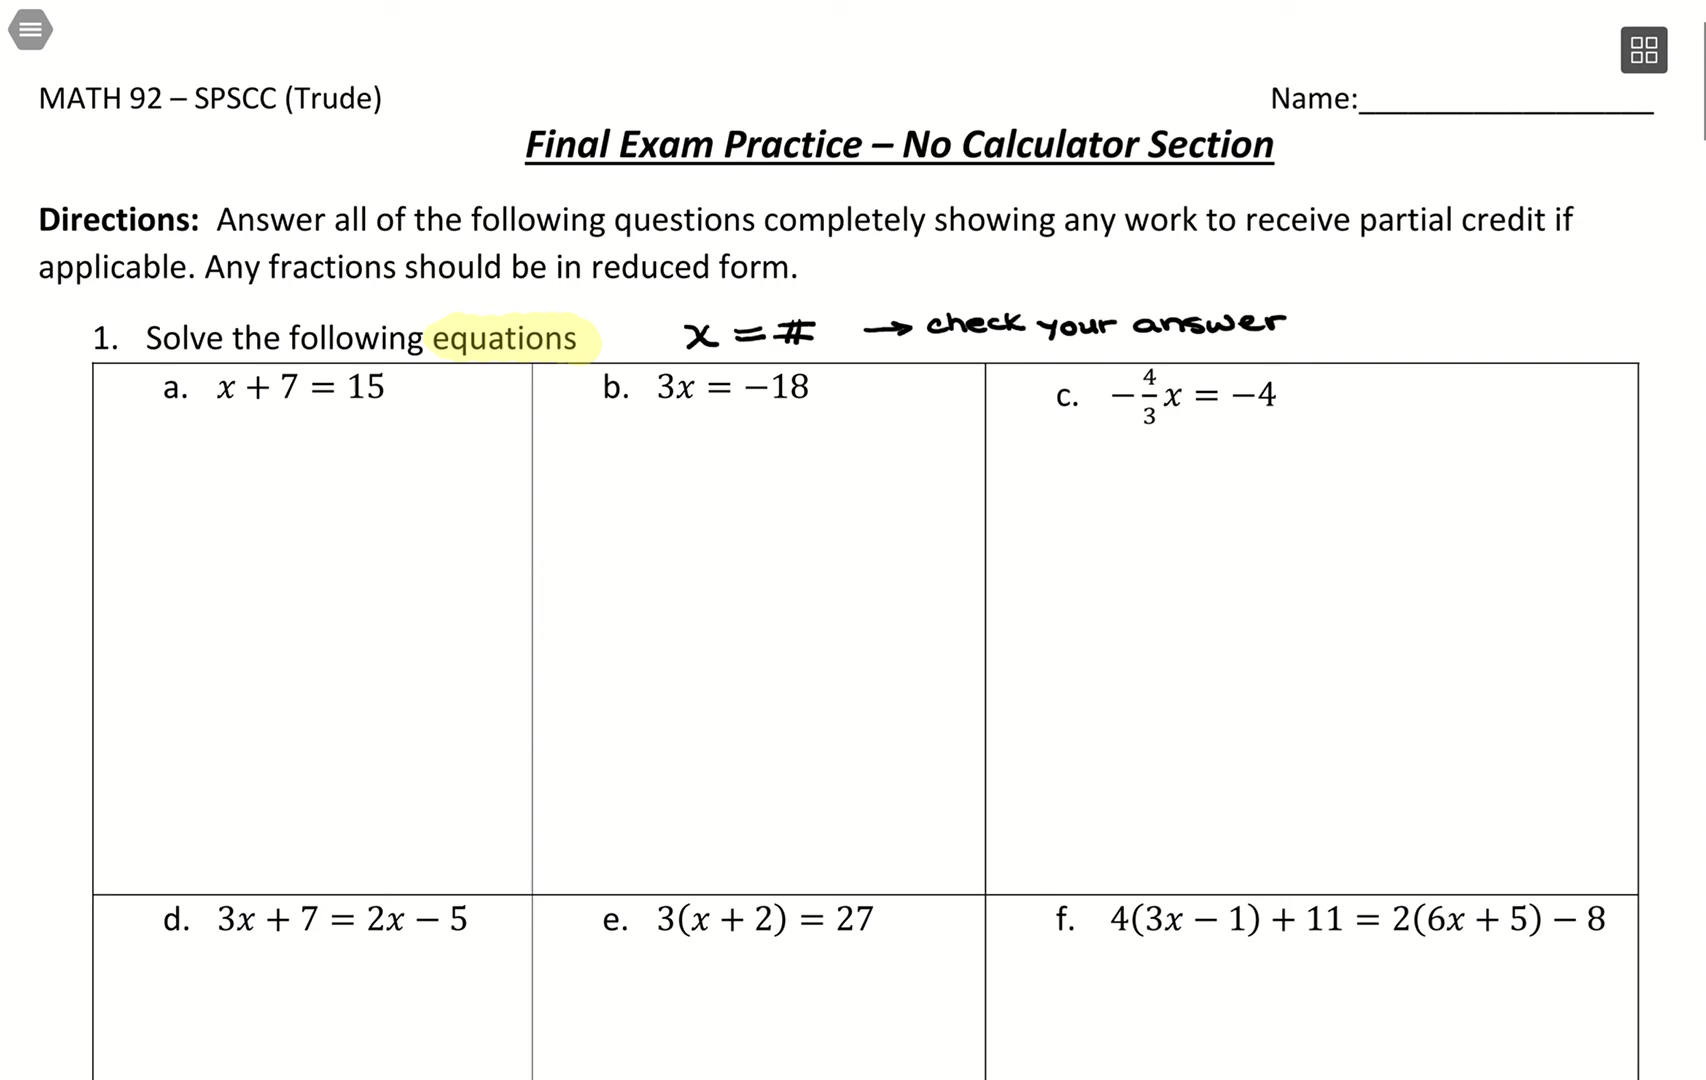 MATH 92 – SPSCC (Trude)
Name:__________________
Final Exam Practice – No Calculator Section
Directions: Answer all of the following questions completely showing any work to receive partial credit if
applicable. Any fractions should be in reduced form.
1. Solve the following equations x = # → check your answer
a. x + 7 = 15
b. 3x = −18
c. −4/3 x = −4
d. 3x + 7 = 2x − 5
e. 3(x + 2) = 27
f. 4(3x − 1) + 11 = 2(6x + 5) − 8